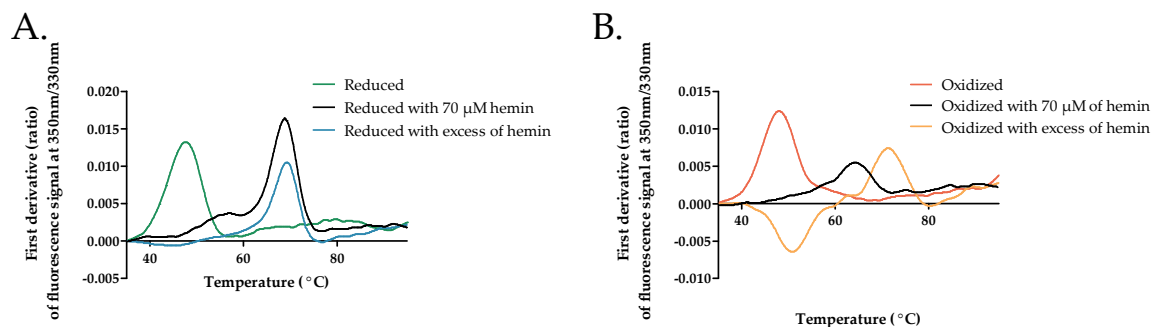 A.
First derivative (ratio)
of fluorescence signal at 350nm/330nm
0.020
0.015
0.010
0.005
0.000
-0.005
40
60
80
Temperature (°C)
Reduced
Reduced with 70 µM hemin
Reduced with excess of hemin
B.
First derivative (ratio)
of fluorescence signal at 350nm/330nm
0.015
0.010
0.005
0.000
-0.005
-0.010
40
60
80
Temperature (°C)
Oxidized
Oxidized with 70 µM of hemin
Oxidized with excess of hemin